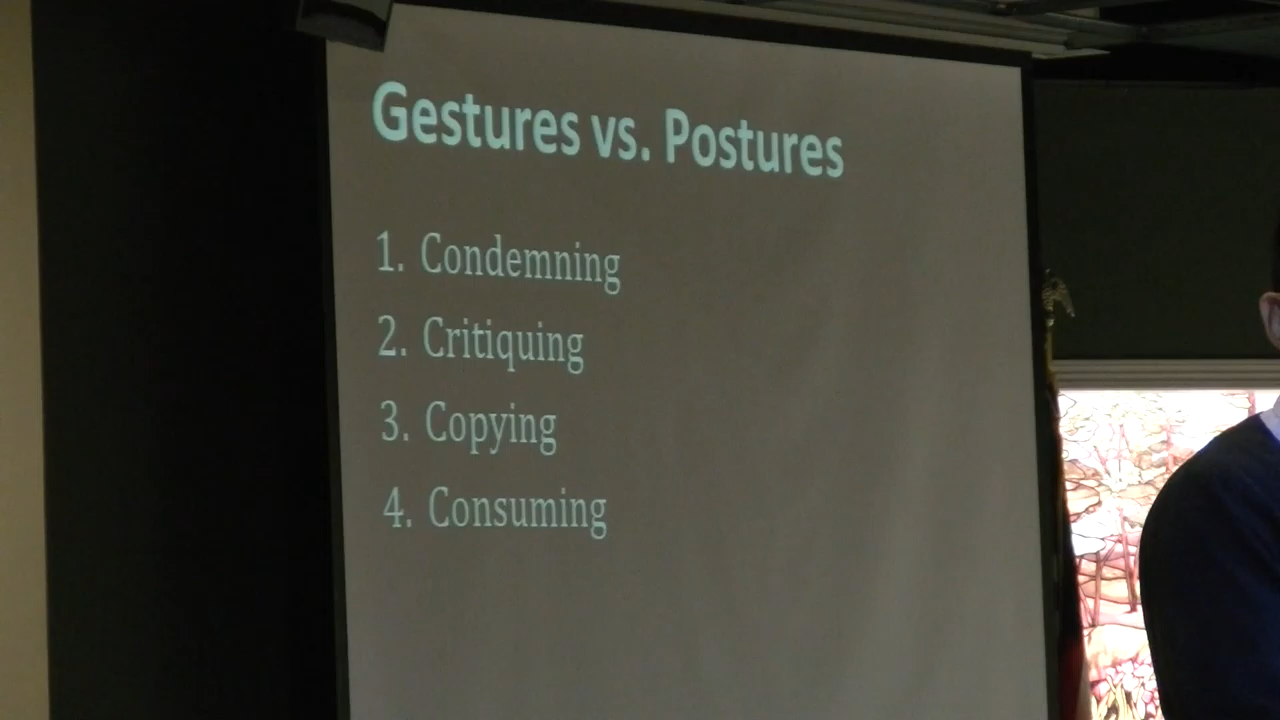 Gestures vs. Postures
1. Condemning
2. Critiquing
3. Copying
4. Consuming